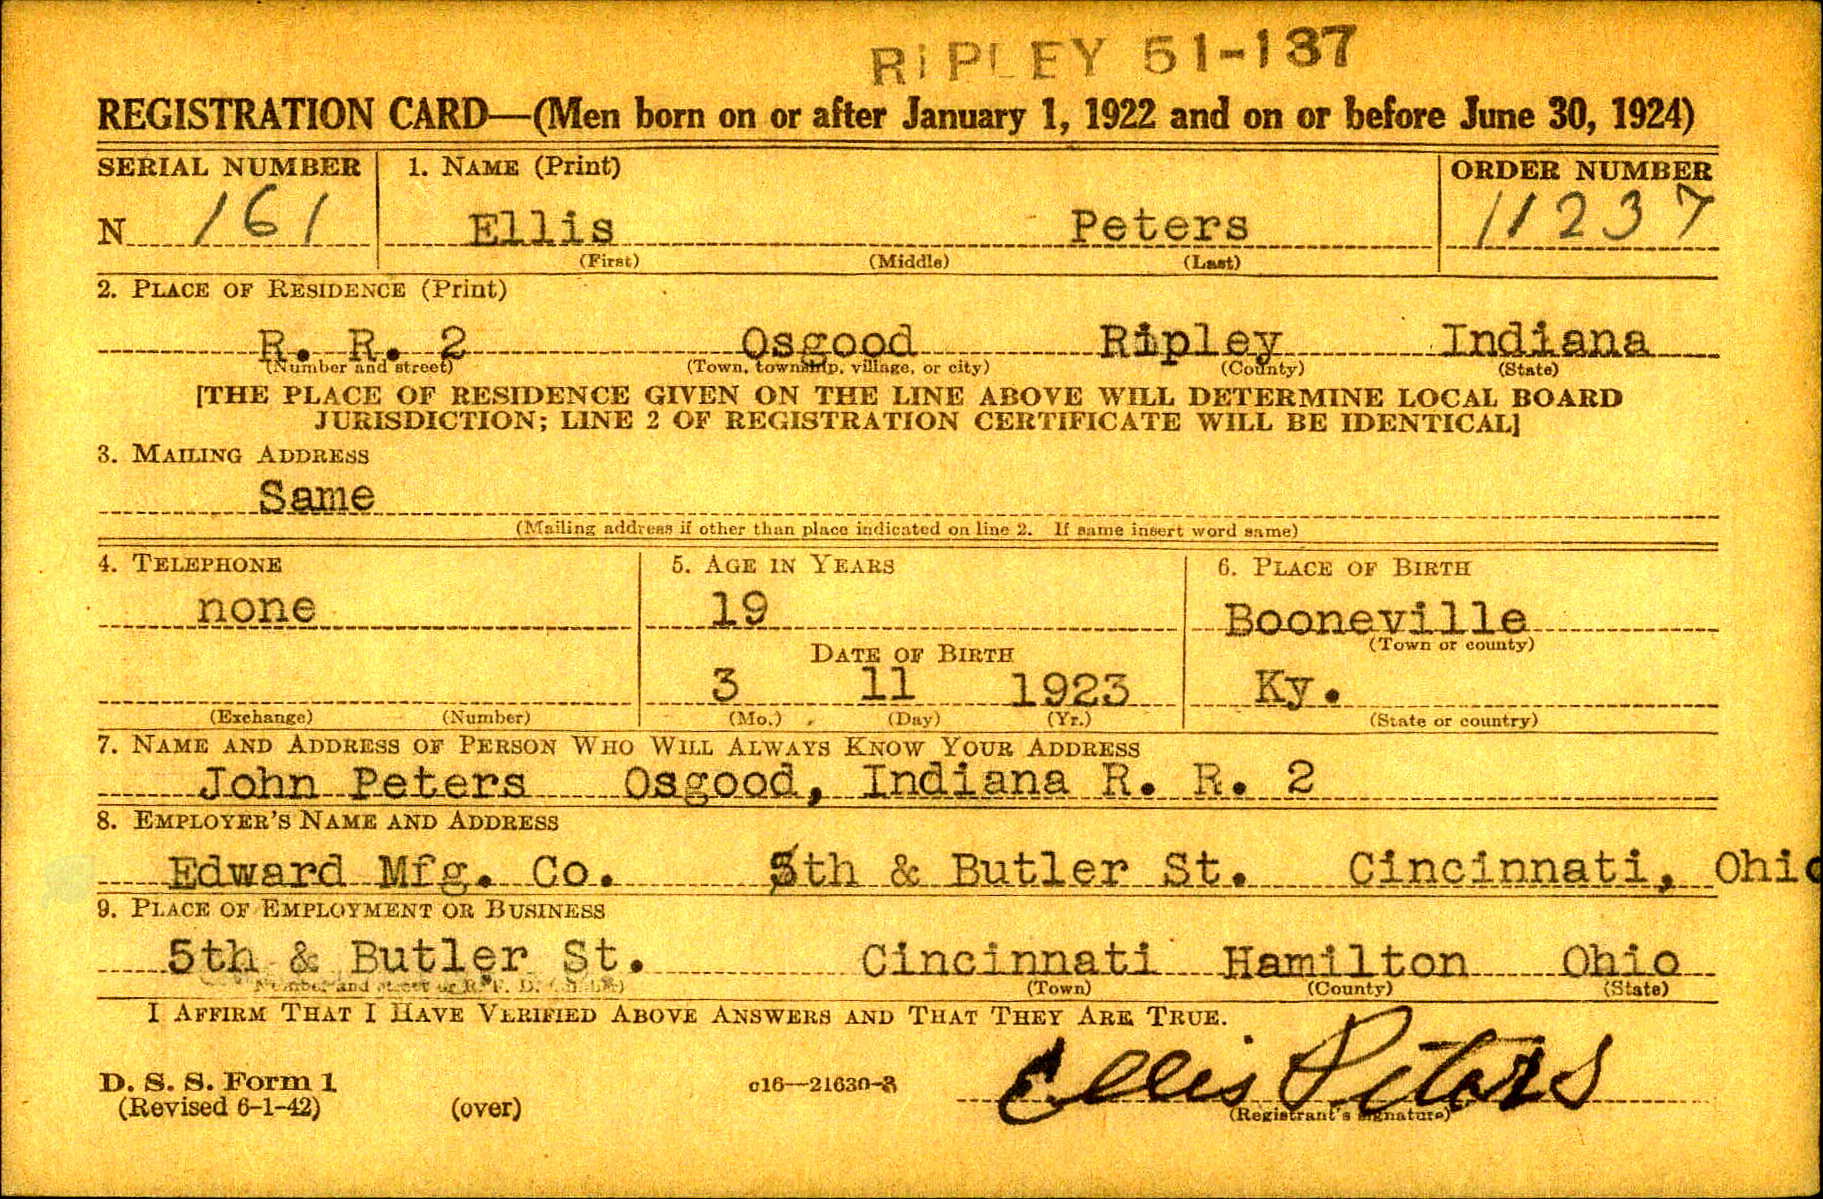 RIPLEY 51-137
REGISTRATION CARD—(Men born on or after January 1, 1922 and on or before June 30, 1924)
SERIAL NUMBER 1. NAME (Print) ORDER NUMBER
N 161 Ellis Peters 11237
(First) (Middle) (Last)
2. PLACE OF RESIDENCE (Print)
R. R. 2 Osgood Ripley Indiana
(Number and street) (Town, township, village, or city) (County) (State)
[THE PLACE OF RESIDENCE GIVEN ON THE LINE ABOVE WILL DETERMINE LOCAL BOARD
JURISDICTION; LINE 2 OF REGISTRATION CERTIFICATE WILL BE IDENTICAL]
3. MAILING ADDRESS
Same
(Mailing address if other than place indicated on line 2. If same insert word same)
4. TELEPHONE 5. AGE IN YEARS 6. PLACE OF BIRTH
none 19 Booneville
DATE OF BIRTH (Town or county)
3 11 1923 Ky.
(Exchange) (Number) (Mo.) (Day) (Yr.) (State or country)
7. NAME AND ADDRESS OF PERSON WHO WILL ALWAYS KNOW YOUR ADDRESS
John Peters Osgood, Indiana R. R. 2
8. EMPLOYER'S NAME AND ADDRESS
Edward Mfg. Co. 5th & Butler St. Cincinnati, Ohio
9. PLACE OF EMPLOYMENT OR BUSINESS
5th & Butler St. Cincinnati Hamilton Ohio
(Number and street or R. F. D. (Town) (County) (State)
I AFFIRM THAT I HAVE VERIFIED ABOVE ANSWERS AND THAT THEY ARE TRUE.
Ellis Peters
D. S. S. Form 1 c16—21630-3 (Registrant's signature)
(Revised 6-1-42) (over)